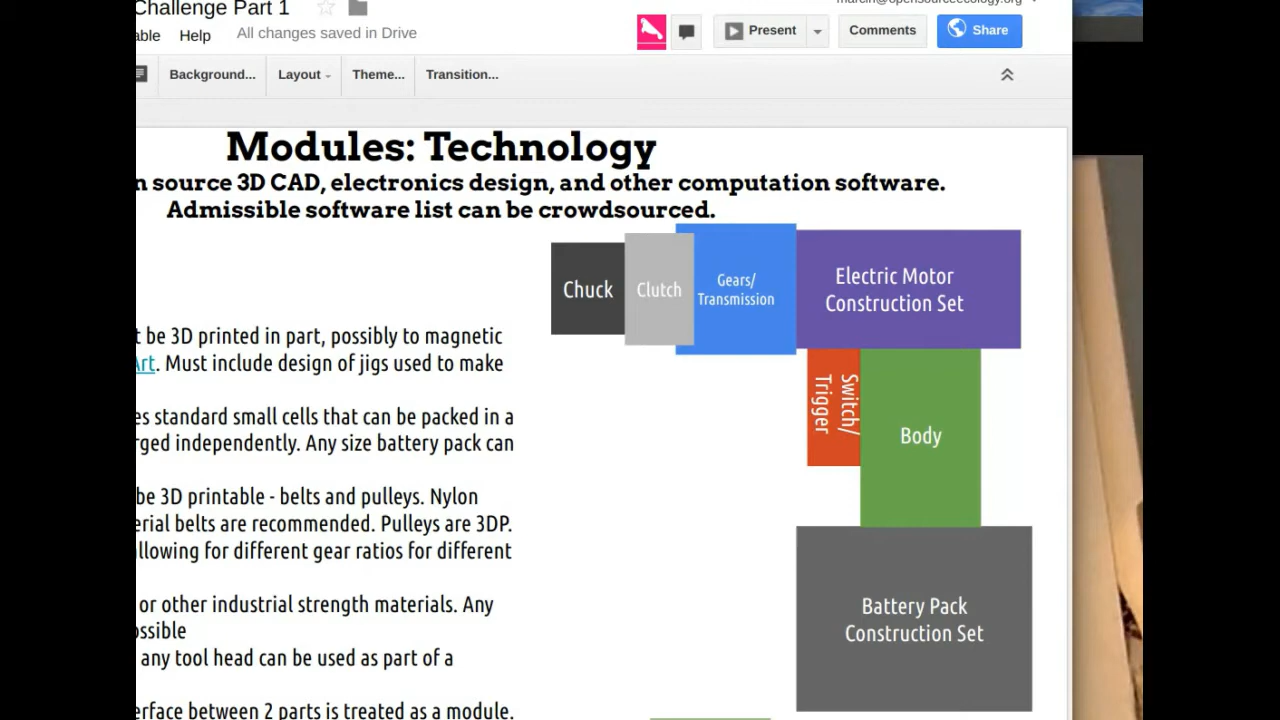 Challenge Part 1
able Help All changes saved in Drive
Present
Comments
Share
Background... Layout Theme... Transition...
Modules: Technology
n source 3D CAD, electronics design, and other computation software.
Admissible software list can be crowdsourced.
Chuck
Clutch
Gears/
Transmission
Electric Motor
Construction Set
Switch/
Trigger
Body
Battery Pack
Construction Set
t be 3D printed in part, possibly to magnetic
Art. Must include design of jigs used to make
es standard small cells that can be packed in a
rged independently. Any size battery pack can
be 3D printable - belts and pulleys. Nylon
erial belts are recommended. Pulleys are 3DP.
llowing for different gear ratios for different
or other industrial strength materials. Any
ossible
any tool head can be used as part of a
erface between 2 parts is treated as a module.